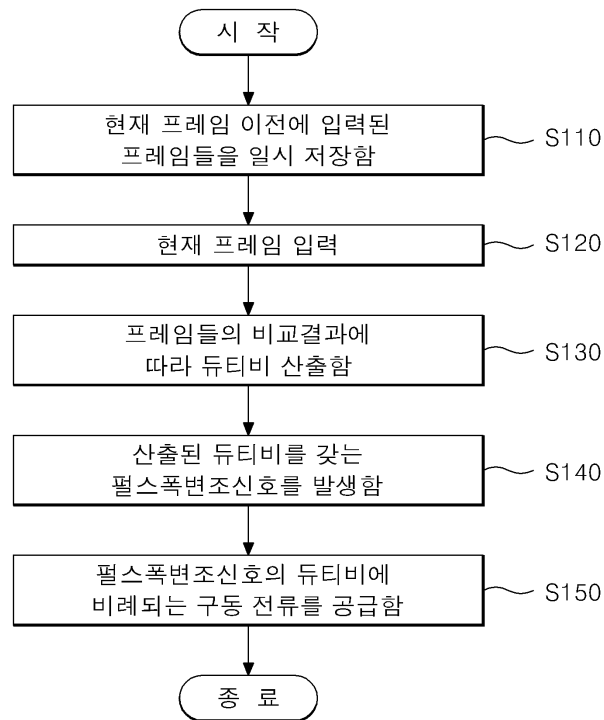 시 작
현재 프레임 이전에 입력된
프레임들을 일시 저장함
S110
현재 프레임 입력
S120
프레임들의 비교결과에
따라 듀티비 산출함
S130
산출된 듀티비를 갖는
펄스폭변조신호를 발생함
S140
펄스폭변조신호의 듀티비에
비례되는 구동 전류를 공급함
S150
종 료